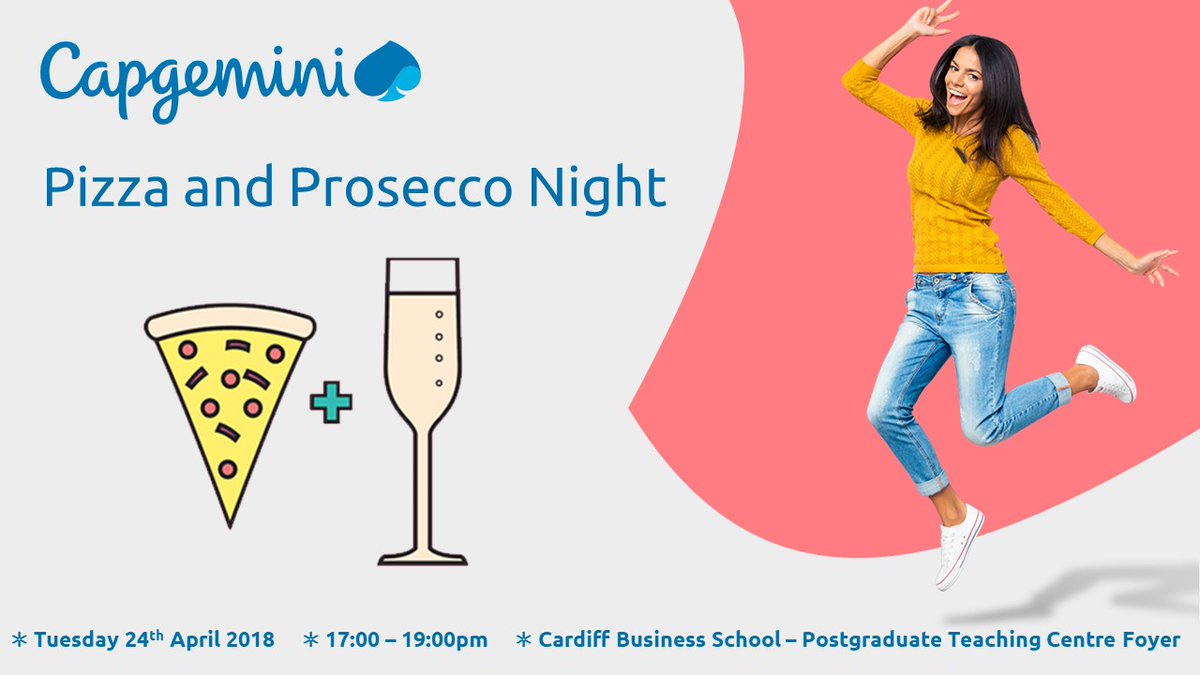 Capgemini
Pizza and Prosecco Night
✲ Tuesday 24th April 2018 ✲ 17:00 – 19:00pm ✲ Cardiff Business School – Postgraduate Teaching Centre Foyer